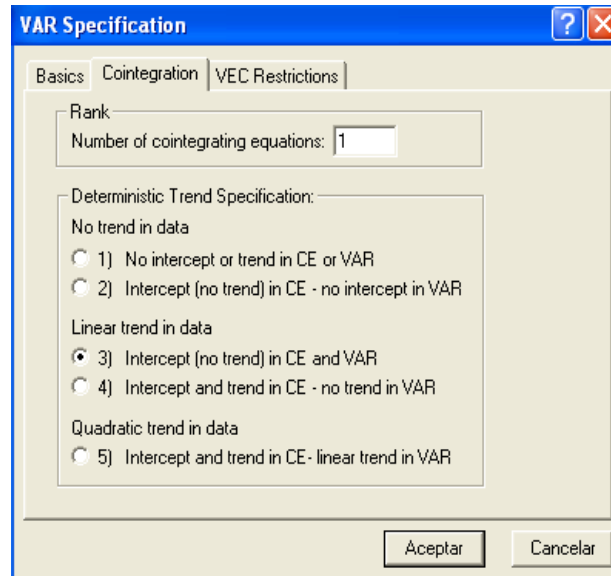 VAR Specification
Basics Cointegration VEC Restrictions
Rank
Number of cointegrating equations: 1
Deterministic Trend Specification:
No trend in data
1) No intercept or trend in CE or VAR
2) Intercept (no trend) in CE - no intercept in VAR
Linear trend in data
3) Intercept (no trend) in CE and VAR
4) Intercept and trend in CE - no trend in VAR
Quadratic trend in data
5) Intercept and trend in CE- linear trend in VAR
Aceptar Cancelar